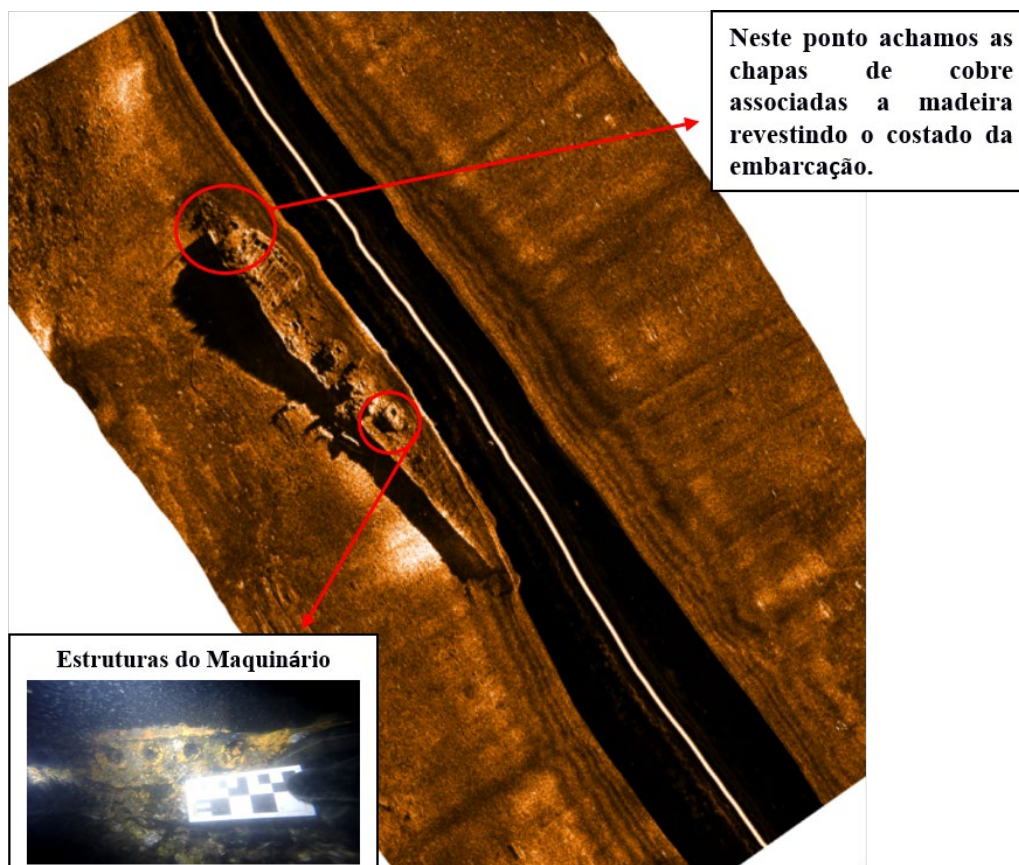 Neste ponto achamos as
chapas de cobre
associadas a madeira
revestindo o costado da
embarcação.
Estruturas do Maquinário